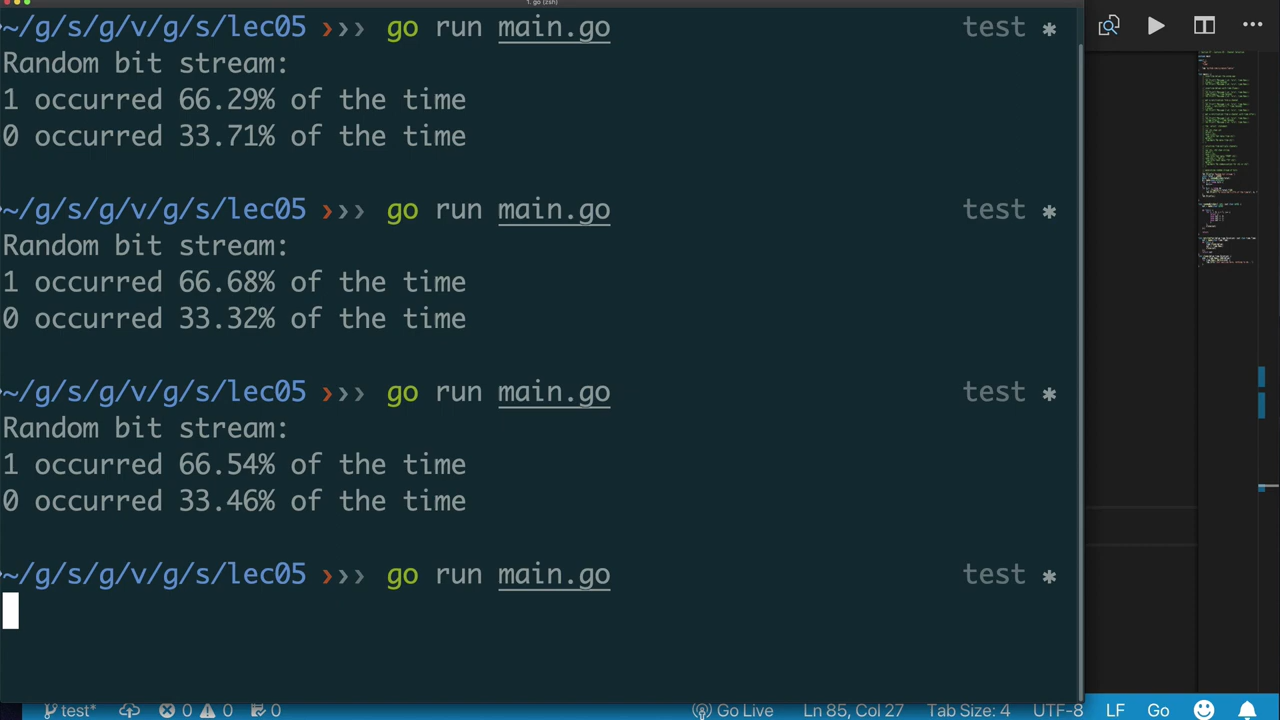 1. go (zsh)
~/g/s/g/v/g/s/lec05 ❯❯❯ go run main.go test *
Random bit stream:
1 occurred 66.29% of the time
0 occurred 33.71% of the time
~/g/s/g/v/g/s/lec05 ❯❯❯ go run main.go test *
Random bit stream:
1 occurred 66.68% of the time
0 occurred 33.32% of the time
~/g/s/g/v/g/s/lec05 ❯❯❯ go run main.go test *
Random bit stream:
1 occurred 66.54% of the time
0 occurred 33.46% of the time
~/g/s/g/v/g/s/lec05 ❯❯❯ go run main.go test *
test* 0 0 0 Go Live Ln 85, Col 27 Tab Size: 4 UTF-8 LF Go